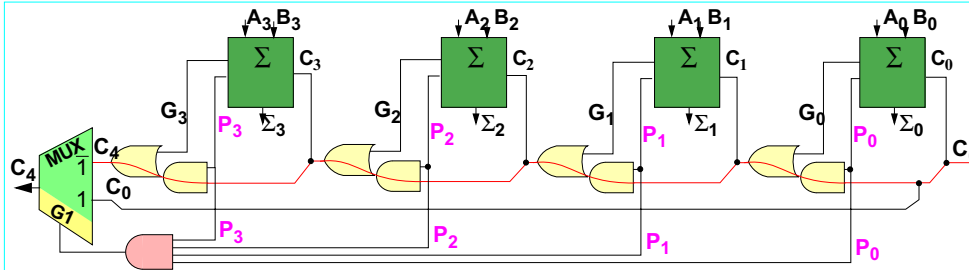 A3 B3 A2 B2 A1 B1 A0 B0
Σ C3 Σ C2 Σ C1 Σ C0
G3 G2 G1 G0
P3 Σ3 P2 Σ2 P1 Σ1 P0 Σ0
MUX C4 1
C4 C0
1
G1
P3 P2 P1 P0